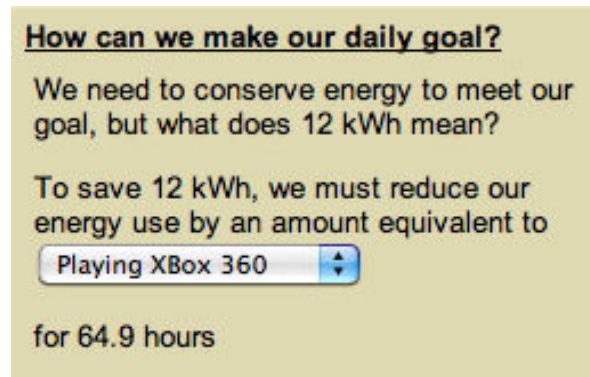 How can we make our daily goal?
We need to conserve energy to meet our
goal, but what does 12 kWh mean?
To save 12 kWh, we must reduce our
energy use by an amount equivalent to
Playing XBox 360
for 64.9 hours